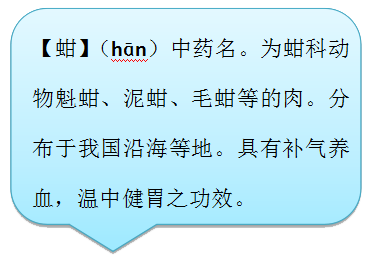 【蚶】（hān）中药名。为蚶科动
物魁蚶、泥蚶、毛蚶等的肉。分
布于我国沿海等地。具有补气养
血，温中健胃之功效。